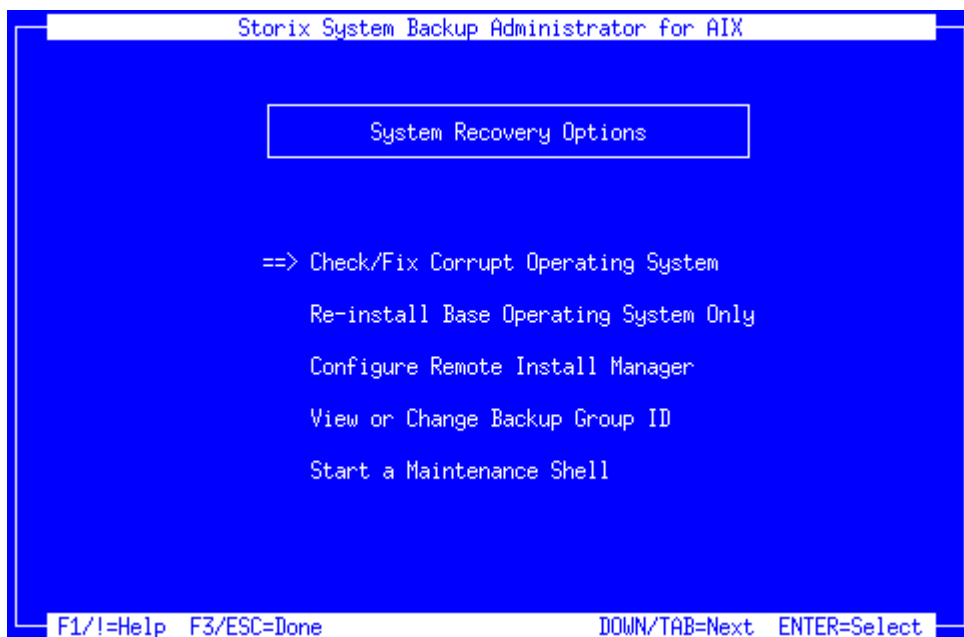 Storix System Backup Administrator for AIX
System Recovery Options
==> Check/Fix Corrupt Operating System
Re-install Base Operating System Only
Configure Remote Install Manager
View or Change Backup Group ID
Start a Maintenance Shell
F1/!=Help F3/ESC=Done DOWN/TAB=Next ENTER=Select